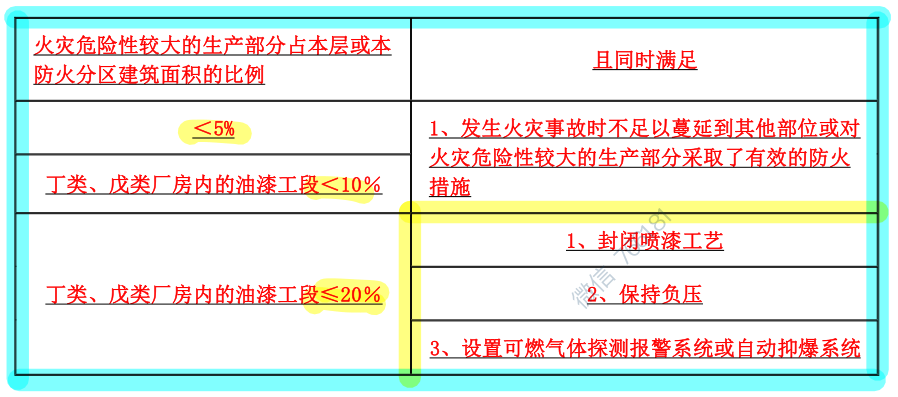 火灾危险性较大的生产部分占本层或本
防火分区建筑面积的比例
且同时满足
＜5%
1、发生火灾事故时不足以蔓延到其他部位或对
火灾危险性较大的生产部分采取了有效的防火
措施
丁类、戊类厂房内的油漆工段＜10%
丁类、戊类厂房内的油漆工段≤20%
1、封闭喷漆工艺
2、保持负压
3、设置可燃气体探测报警系统或自动抑爆系统
微信